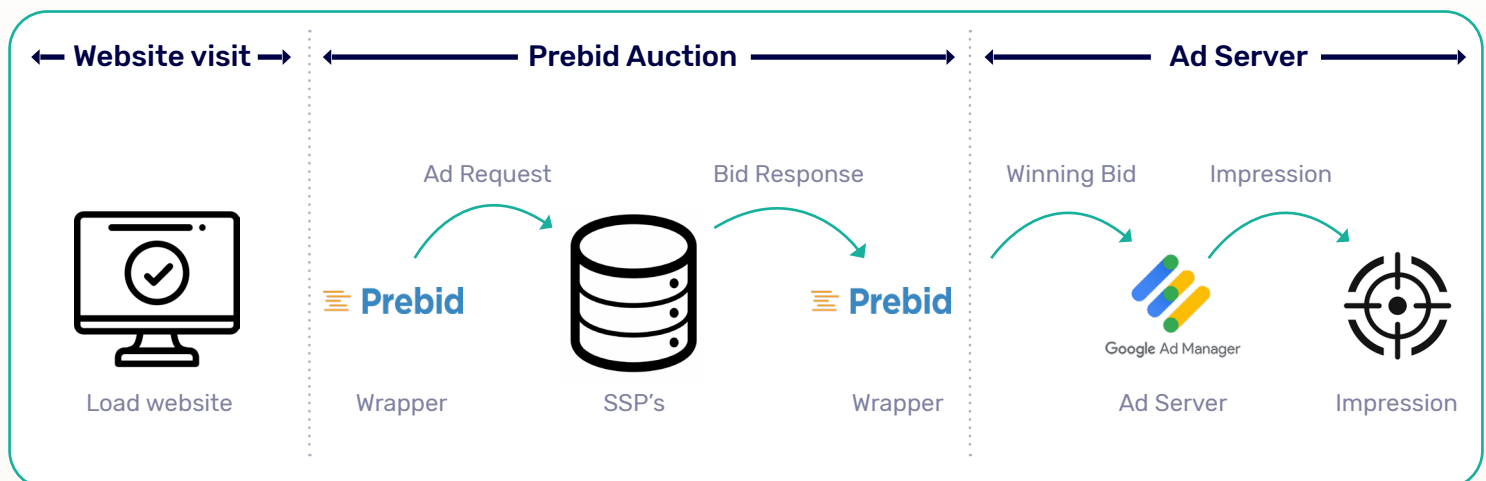 Website visit
Prebid Auction
Ad Server
Ad Request
Bid Response
Winning Bid
Impression
Prebid
Prebid
Google Ad Manager
Load website
Wrapper
SSP's
Wrapper
Ad Server
Impression